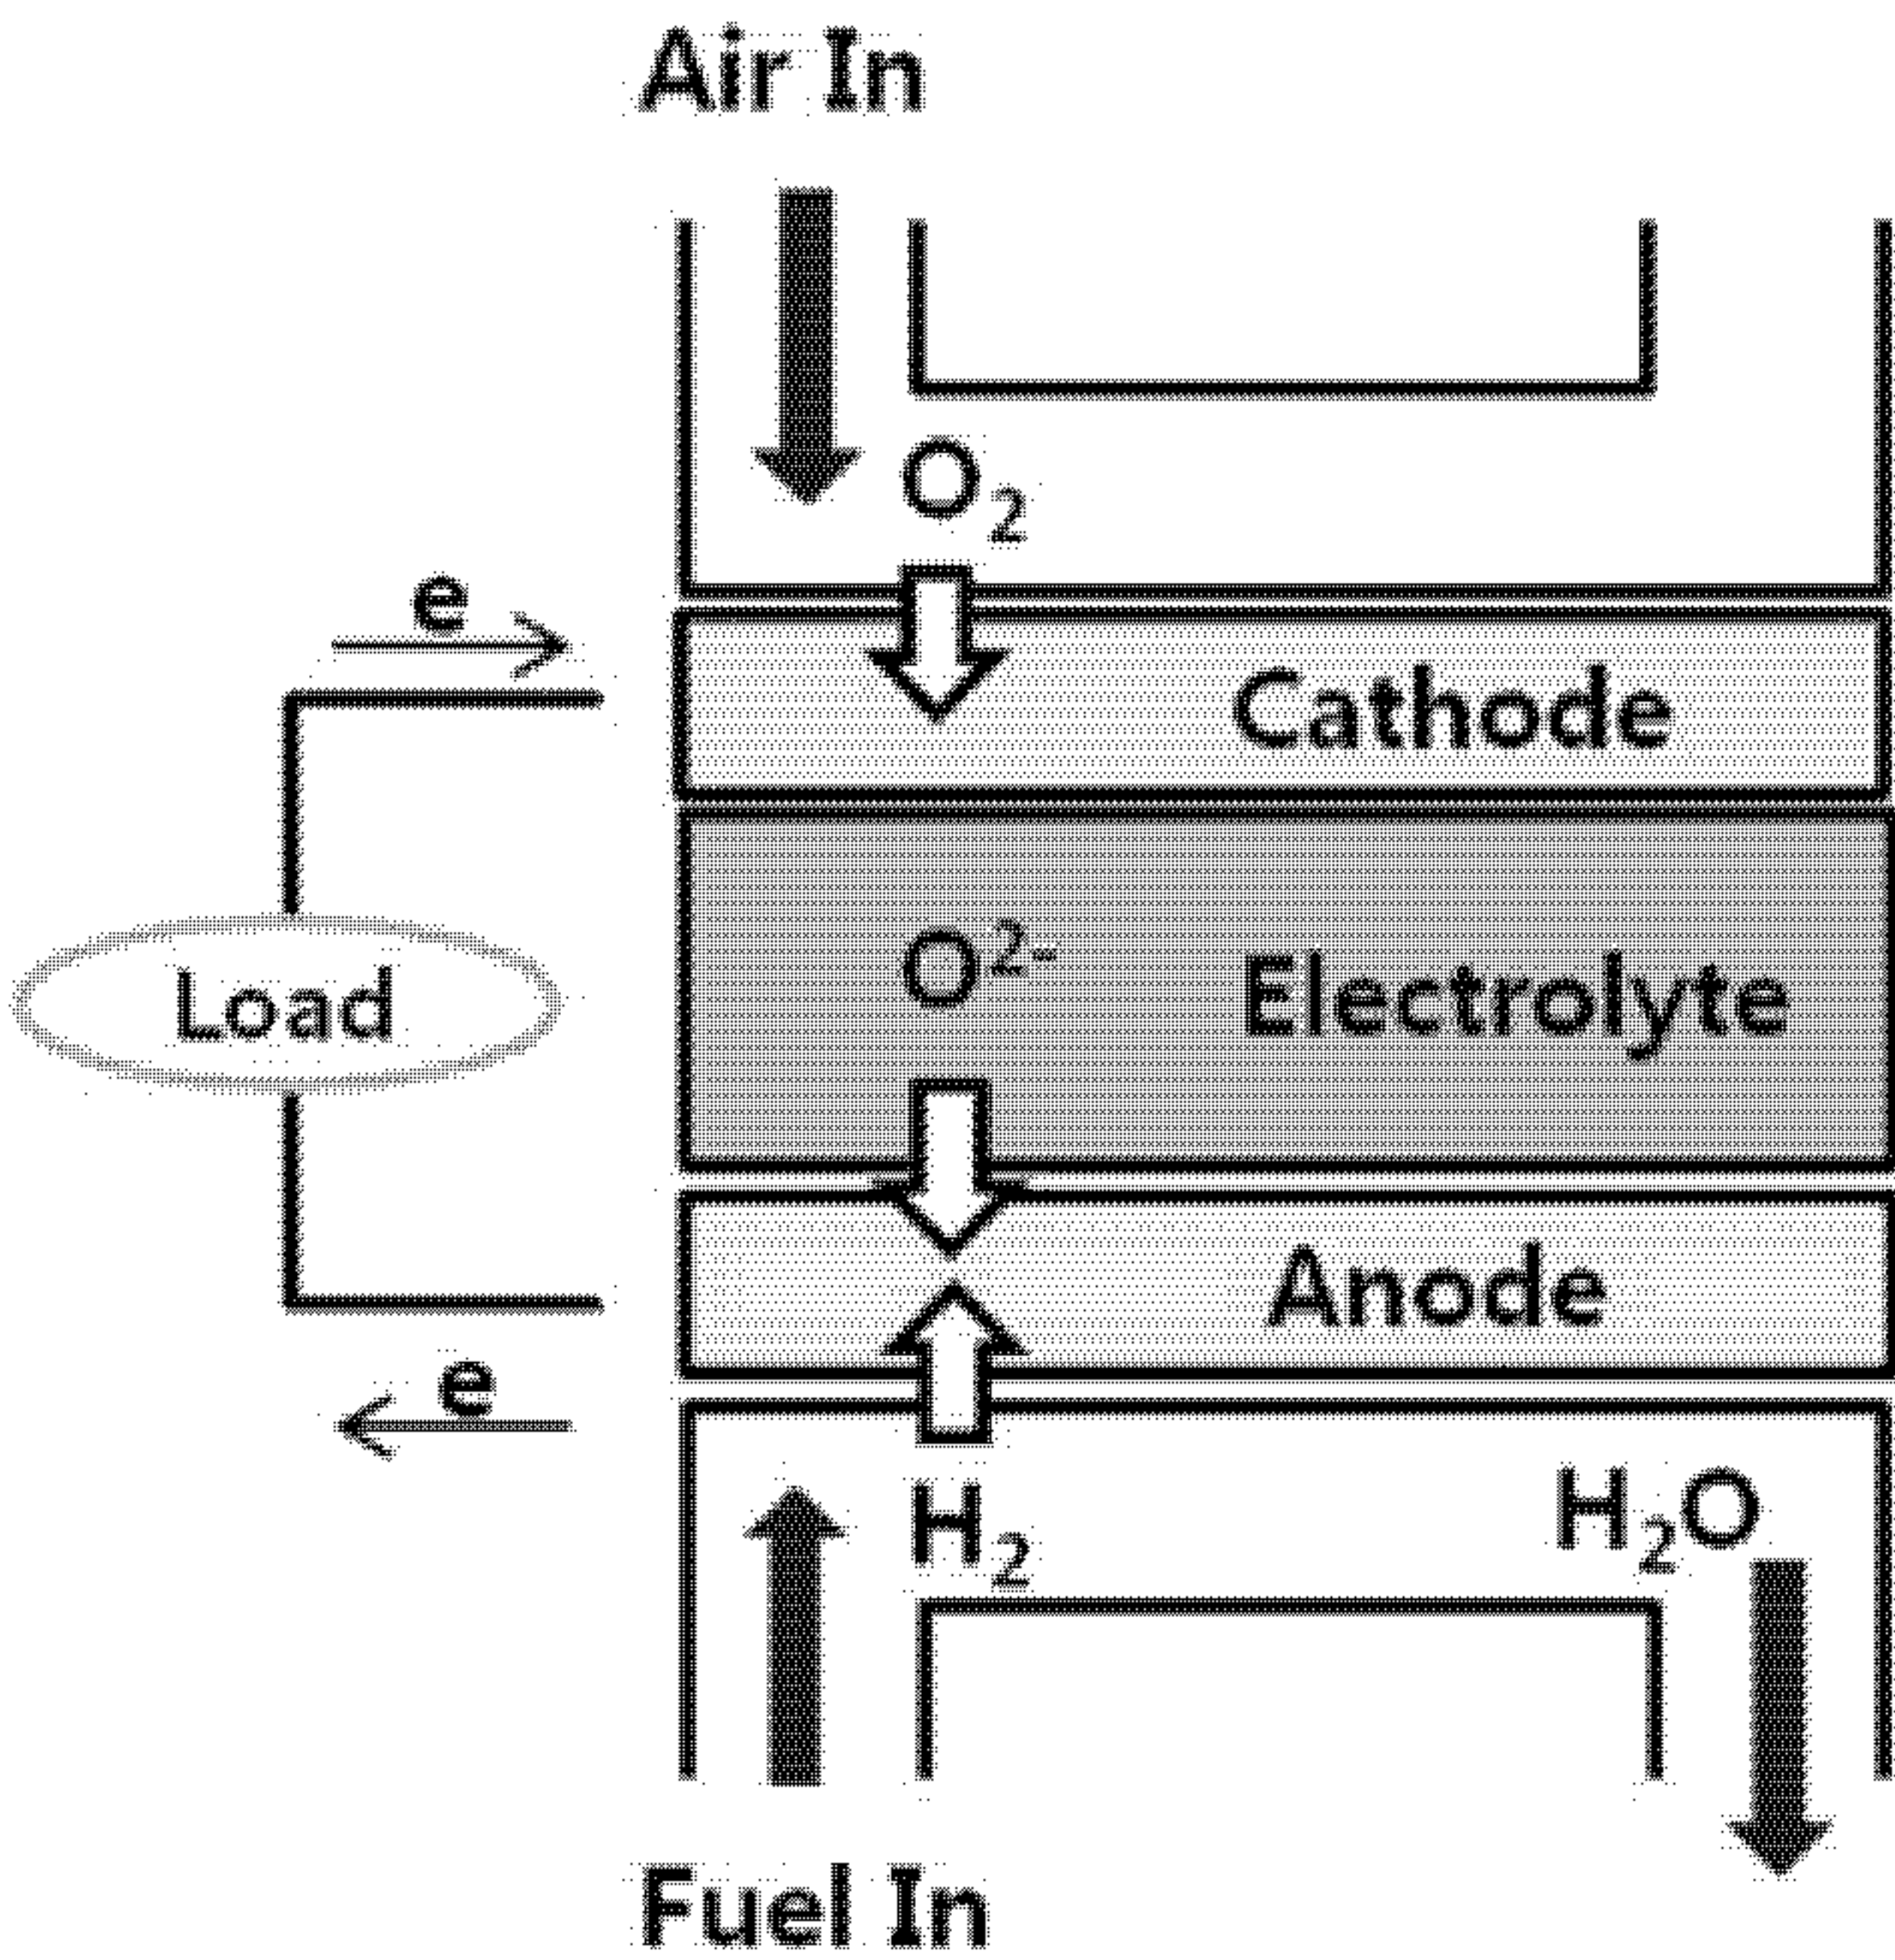 Air In
O₂
e
Cathode
Load
O²⁻
Electrolyte
Anode
e
H₂
H₂O
Fuel In